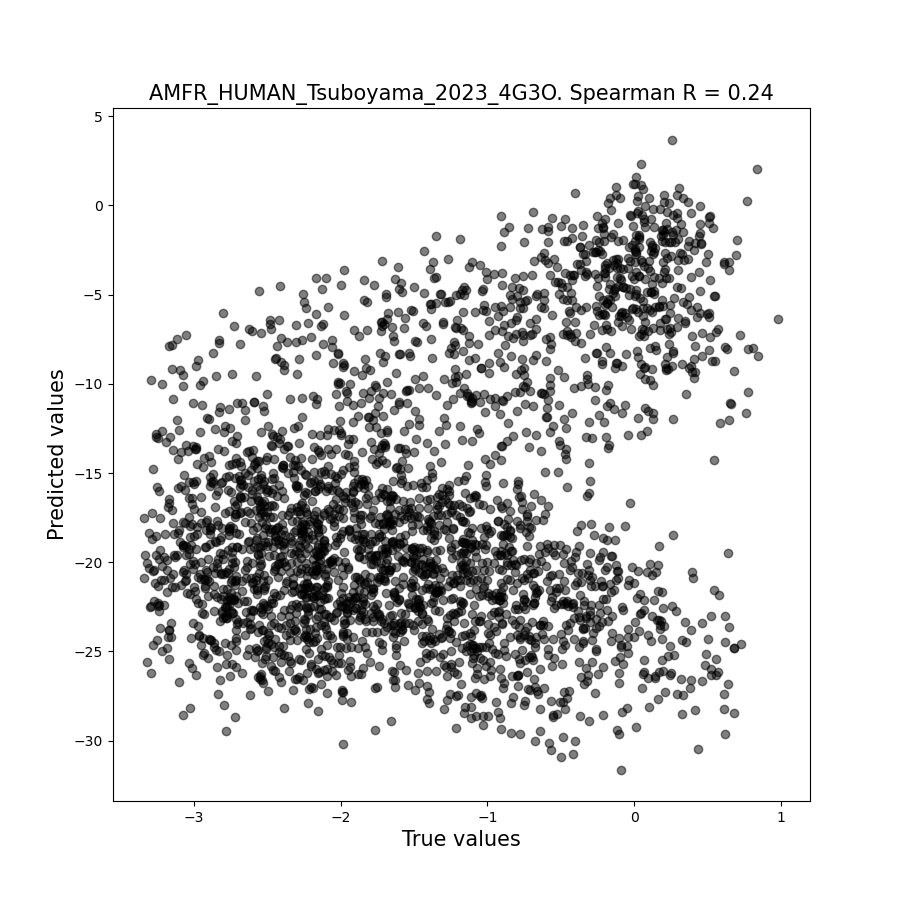 AMFR_HUMAN_Tsuboyama_2023_4G3O. Spearman R = 0.24
5
0
−5
−10
−15
−20
−25
−30
Predicted values
−3 −2 −1 0 1
True values